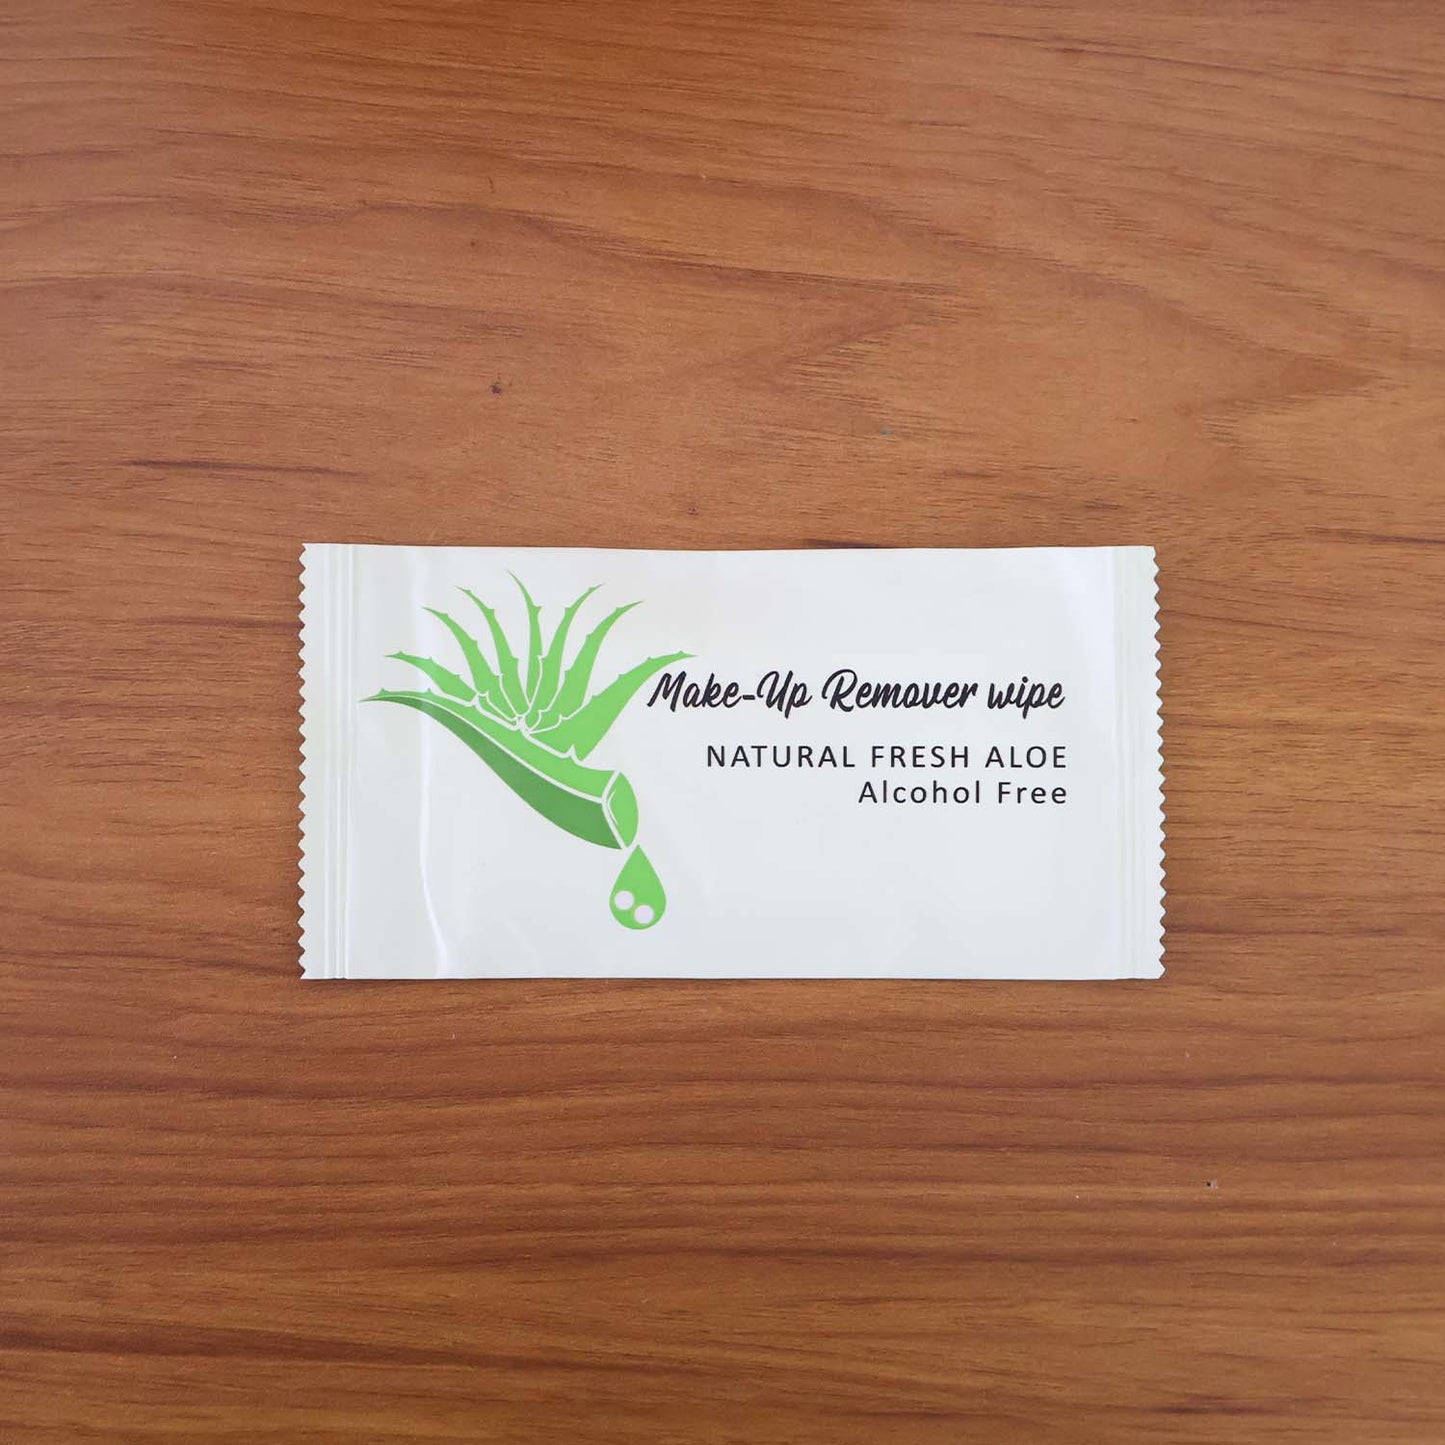 Make-Up Remover wipe
NATURAL FRESH ALOE
Alcohol Free